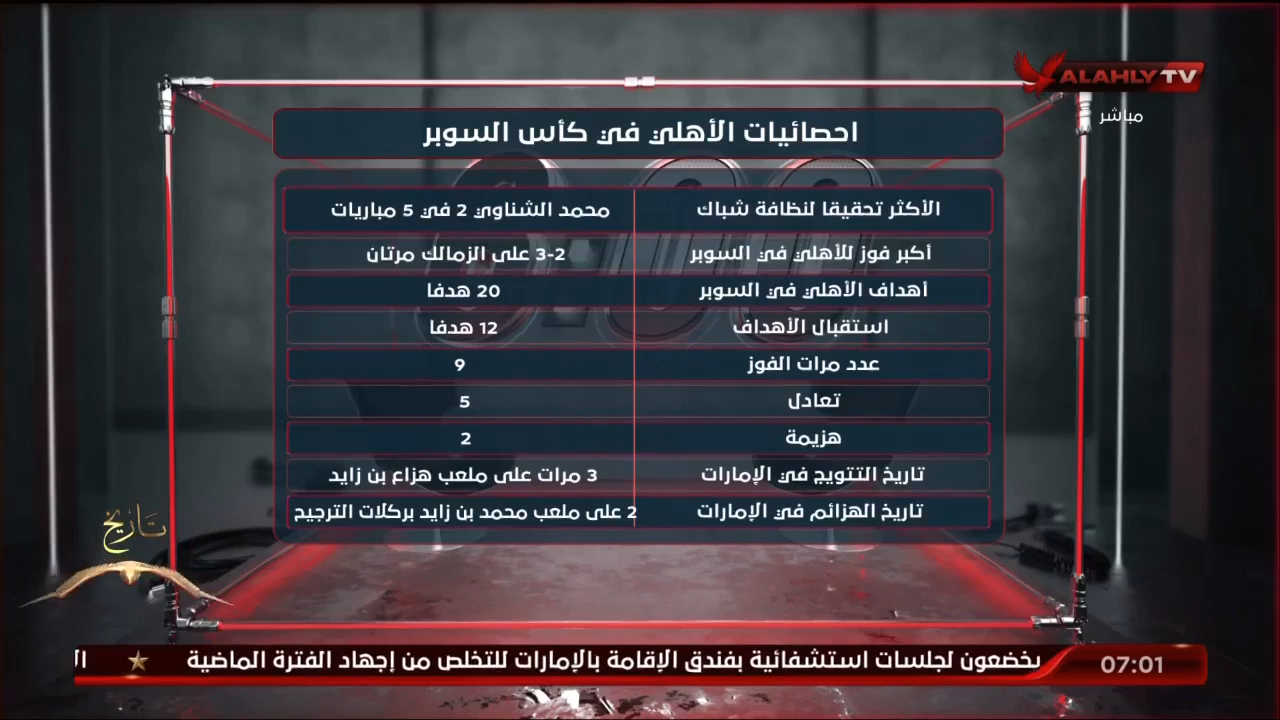 ALAHLY TV
مباشر
احصائيات الأهلي في كأس السوبر
الأكثر تحقيقا لنظافة شباك محمد الشناوي 2 في 5 مباريات
أكبر فوز للأهلي في السوبر 2-3 على الزمالك مرتان
أهداف الأهلي في السوبر 20 هدفا
استقبال الأهداف 12 هدفا
عدد مرات الفوز 9
تعادل 5
هزيمة 2
تاريخ التتويج في الإمارات 3 مرات على ملعب هزاع بن زايد
تاريخ الهزائم في الإمارات 2 على ملعب محمد بن زايد بركلات الترجيح
تاريخ
07:01 يخضعون لجلسات استشفائية بفندق الإقامة بالإمارات للتخلص من إجهاد الفترة الماضية